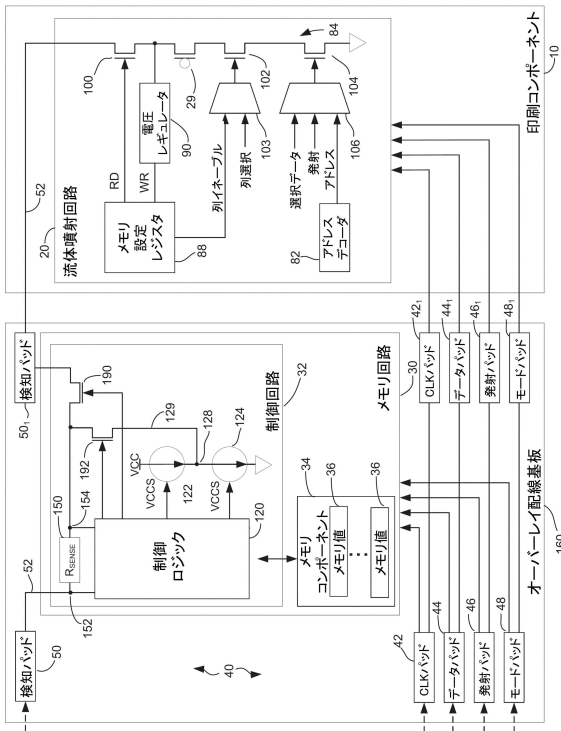 52
20
84
流体噴射回路
100
29
102
104
電圧
レギュレータ
90
103
106
RD
WR
列イネーブル
列選択
選択データ
発射
アドレス
メモリ
設定
レジスタ
88
82
アドレス
デコーダ
印刷コンポーネント
10
検知パッド
50₁
190
制御回路
32
メモリ回路
30
CLKパッド
42₁
データパッド
44₁
発射パッド
46₁
モードパッド
48₁
129
128
124
192
VCC
VCCS
122
VCCS
120
150
154
RSENSE
制御
ロジック
152
52
34
36
36
メモリ
コンポーネント
メモリ値
メモリ値
検知パッド
50
40
42
CLKパッド
44
データパッド
46
発射パッド
48
モードパッド
オーバーレイ配線基板
160